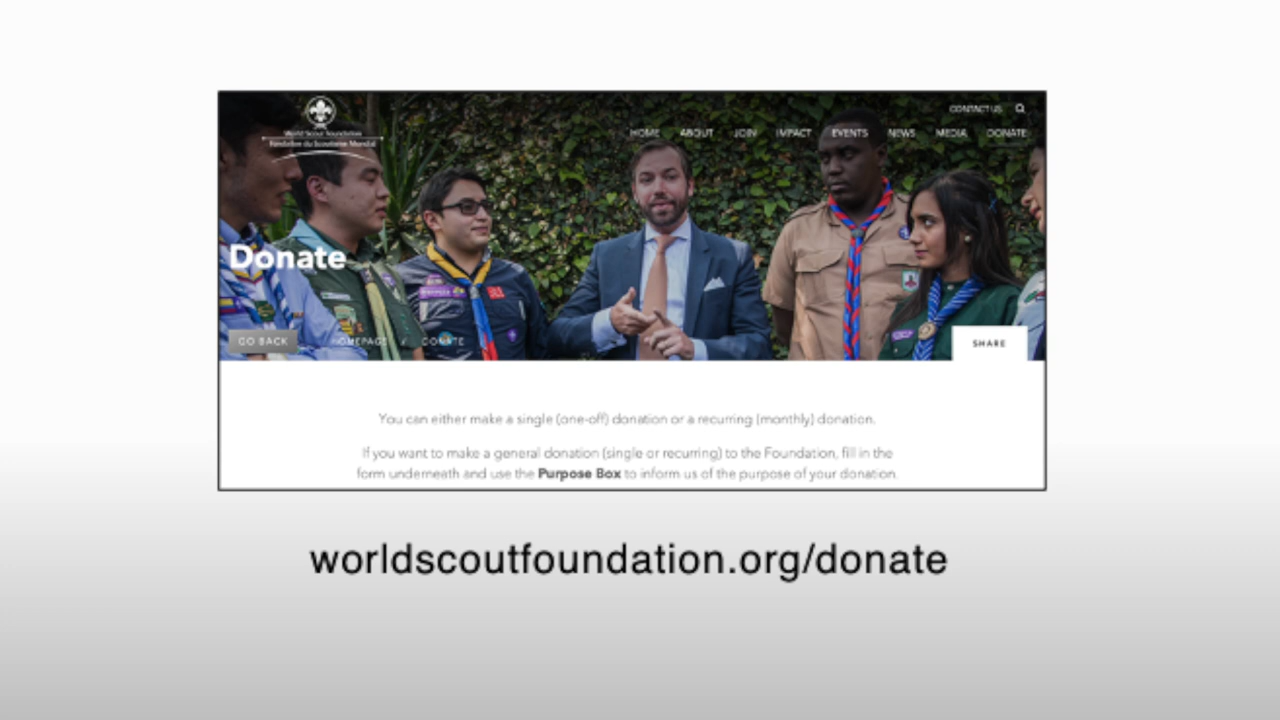 CONTACT US
World Scout Foundation
Fondation du Scoutisme Mondial
HOME ABOUT JOIN IMPACT EVENTS NEWS MEDIA DONATE
Donate
GO BACK HOMEPAGE / DONATE
SHARE
You can either make a single (one-off) donation or a recurring (monthly) donation.
If you want to make a general donation (single or recurring) to the Foundation, fill in the
form underneath and use the Purpose Box to inform us of the purpose of your donation.
worldscoutfoundation.org/donate